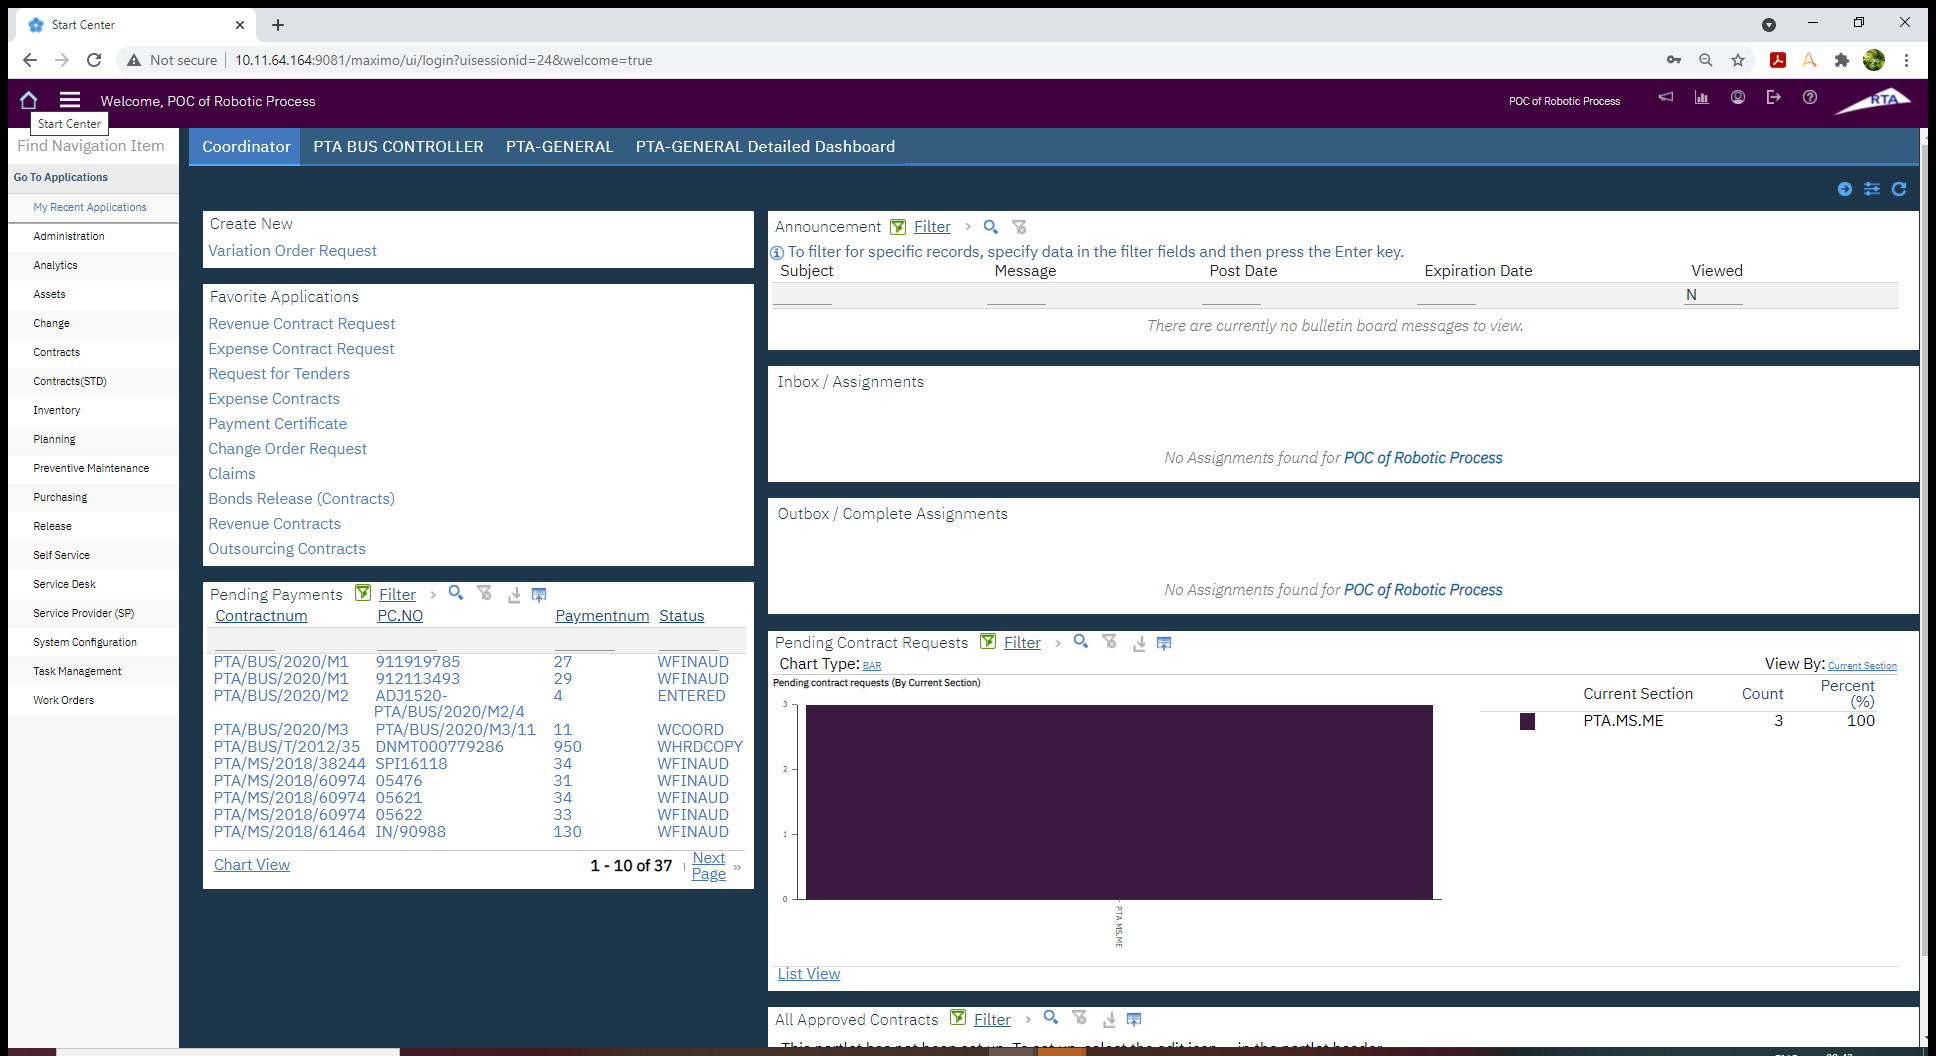 Start Center
Not secure
10.11.64.164:9081/maximo/ui/login?uisessionid=24&welcome=true
Welcome, POC of Robotic Process
POC of Robotic Process
RTA
Start Center
Find Navigation Item
Go To Applications
My Recent Applications
Administration
Analytics
Assets
Change
Contracts
Contracts(STD)
Inventory
Planning
Preventive Maintenance
Purchasing
Release
Self Service
Service Desk
Service Provider (SP)
System Configuration
Task Management
Work Orders
Coordinator PTA BUS CONTROLLER PTA-GENERAL PTA-GENERAL Detailed Dashboard
Create New
Variation Order Request
Favorite Applications
Revenue Contract Request
Expense Contract Request
Request for Tenders
Expense Contracts
Payment Certificate
Change Order Request
Claims
Bonds Release (Contracts)
Revenue Contracts
Outsourcing Contracts
Pending Payments Filter
Contractnum PC.NO Paymentnum Status
PTA/BUS/2020/M1 911919785 27 WFINAUD
PTA/BUS/2020/M1 912113493 29 WFINAUD
PTA/BUS/2020/M2 ADJ1520- 4 ENTERED
PTA/BUS/2020/M2/4
PTA/BUS/2020/M3 PTA/BUS/2020/M3/11 11 WCOORD
PTA/BUS/T/2012/35 DNMT000779286 950 WHRDCOPY
PTA/MS/2018/38244 SPI16118 34 WFINAUD
PTA/MS/2018/60974 05476 31 WFINAUD
PTA/MS/2018/60974 05621 34 WFINAUD
PTA/MS/2018/60974 05622 33 WFINAUD
PTA/MS/2018/61464 IN/90988 130 WFINAUD
Chart View 1 - 10 of 37 Next
Page »
Announcement Filter
To filter for specific records, specify data in the filter fields and then press the Enter key.
Subject Message Post Date Expiration Date Viewed
N
There are currently no bulletin board messages to view.
Inbox / Assignments
No Assignments found for POC of Robotic Process
Outbox / Complete Assignments
No Assignments found for POC of Robotic Process
Pending Contract Requests Filter
Chart Type: BAR View By: Current Section
Pending contract requests (By Current Section)
3
2
1
0
PTA.MS.ME
Current Section Count Percent
(%)
PTA.MS.ME 3 100
List View
All Approved Contracts Filter